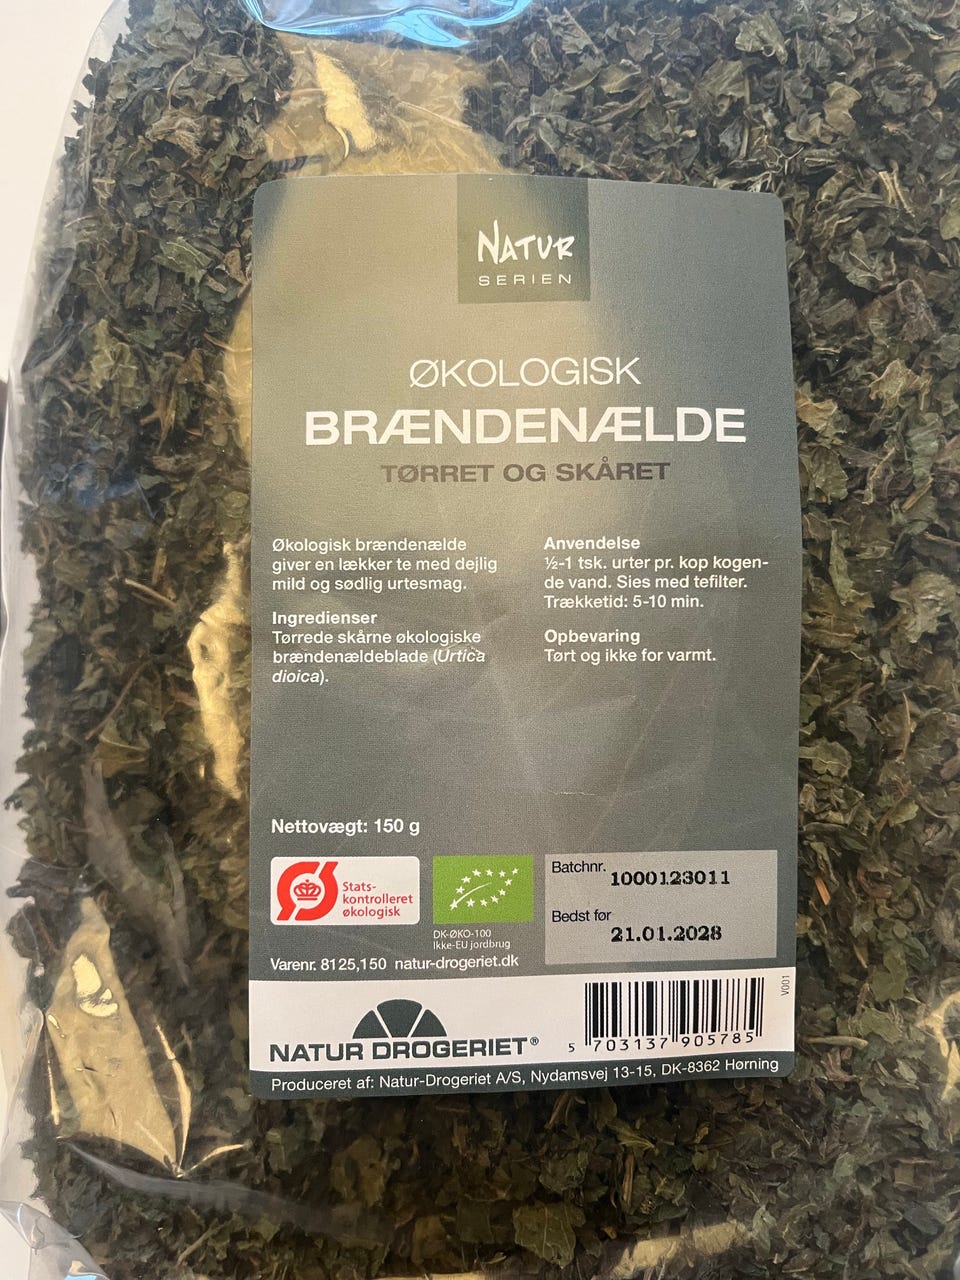 NATUR
SERIEN
ØKOLOGISK
BRÆNDENÆLDE
TØRRET OG SKÅRET
Økologisk brændenælde
giver en lækker te med dejlig
mild og sødlig urtesmag.
Ingredienser
Tørrede skårne økologiske
brændenældeblade (Urtica
dioica).
Anvendelse
½-1 tsk. urter pr. kop kogen-
de vand. Sies med tefilter.
Trækketid: 5-10 min.
Opbevaring
Tørt og ikke for varmt.
Nettovægt: 150 g
Stats-
kontrolleret
økologisk
DK-ØKO-100
Ikke-EU jordbrug
Batchnr. 1000123011
Bedst før
21.01.2028
Varenr. 8125,150 natur-drogeriet.dk
V001
NATUR DROGERIET®
5 703137 905785
Produceret af: Natur-Drogeriet A/S, Nydamsvej 13-15, DK-8362 Hørning